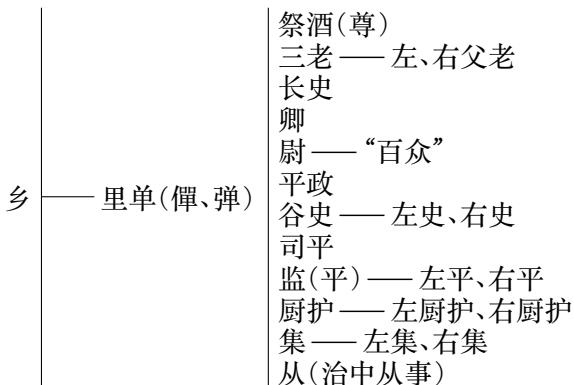 祭酒(尊)
三老——左、右父老
长史
卿
尉——“百众”
平政
乡——里单(僤、弹)
谷史——左史、右史
司平
监(平)——左平、右平
厨护——左厨护、右厨护
集——左集、右集
从(治中从事)